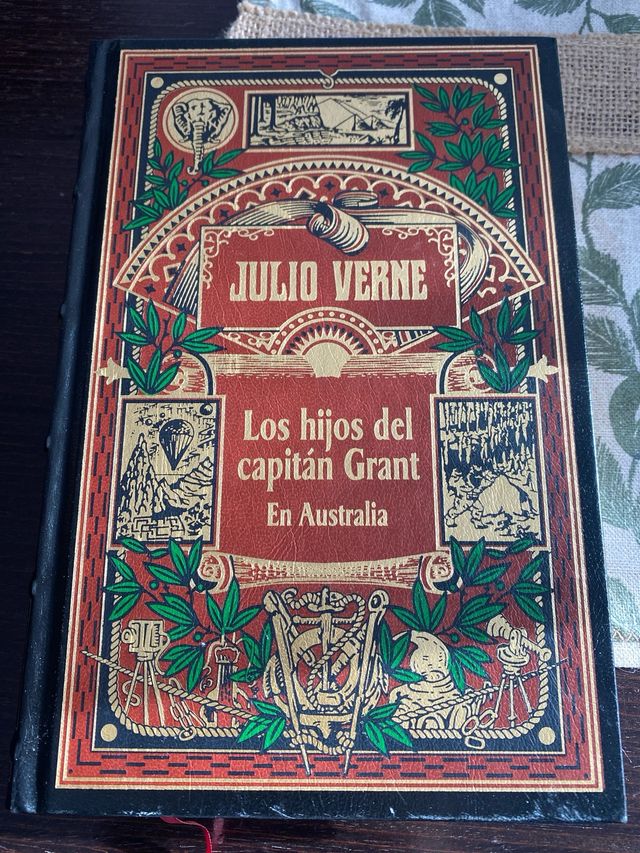 JULIO VERNE
Los hijos del
capitán Grant
En Australia